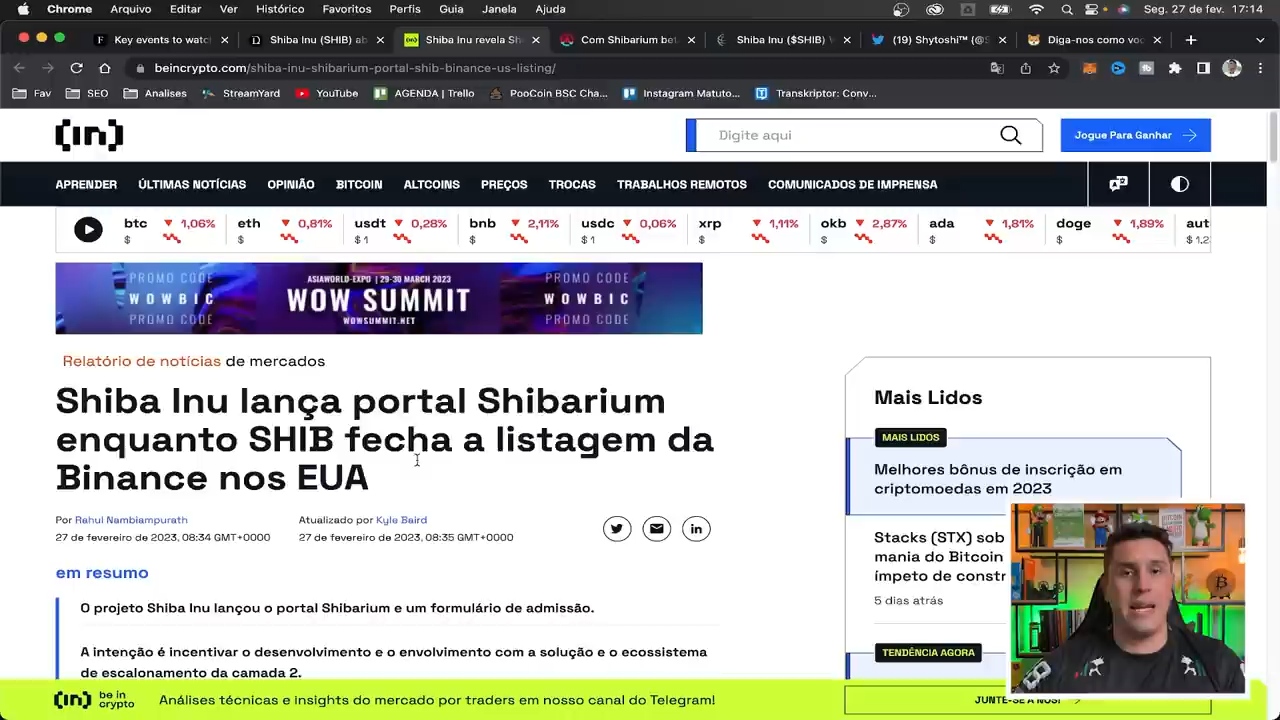 Chrome Arquivo Editar Ver Histórico Favoritos Perfis Guia Janela Ajuda Seg. 27 de fev. 17:14
Key events to watc Shiba Inu (SHIB) ab Shiba Inu revela Sh Com Shibarium bet Shiba Inu ($SHIB) V (19) Shytoshi™ (@S Diga-nos como voc
beincrypto.com/shiba-inu-shibarium-portal-shib-binance-us-listing/
Fav SEO Analises StreamYard YouTube AGENDA | Trello PooCoin BSC Cha... Instagram Matuto... Transkriptor: Conv...
(in) Digite aqui Jogue Para Ganhar
APRENDER ÚLTIMAS NOTÍCIAS OPINIÃO BITCOIN ALTCOINS PREÇOS TROCAS TRABALHOS REMOTOS COMUNICADOS DE IMPRENSA
btc 1,06% eth 0,81% usdt 0,28% bnb 2,11% usdc 0,06% xrp 1,11% okb 2,87% ada 1,81% doge 1,89% aut
$ $ $ 1 $ $ 1 $ $ $ $ $ 1.2
PROMO CODE ASIAWORLD-EXPO | 29-30 MARCH 2023 PROMO CODE
WOWBIC WOW SUMMIT WOWBIC
PROMO CODE WOWSUMMIT.NET PROMO CODE
Relatório de notícias de mercados
Shiba Inu lança portal Shibarium
enquanto SHIB fecha a listagem da
Binance nos EUA
Por Rahul Nambiampurath Atualizado por Kyle Baird
27 de fevereiro de 2023, 08:34 GMT+0000 27 de fevereiro de 2023, 08:35 GMT+0000
em resumo
O projeto Shiba Inu lançou o portal Shibarium e um formulário de admissão.
A intenção é incentivar o desenvolvimento e o envolvimento com a solução e o ecossistema
de escalonamento da camada 2.
Mais Lidos
MAIS LIDOS
Melhores bônus de inscrição em
criptomoedas em 2023
Stacks (STX) sob
mania do Bitcoin
ímpeto de constr
5 dias atrás
TENDÊNCIA AGORA
(in) be in crypto Análises técnicas e insights do mercado por traders em nosso canal do Telegram! JUNTE-SE A NÓS!